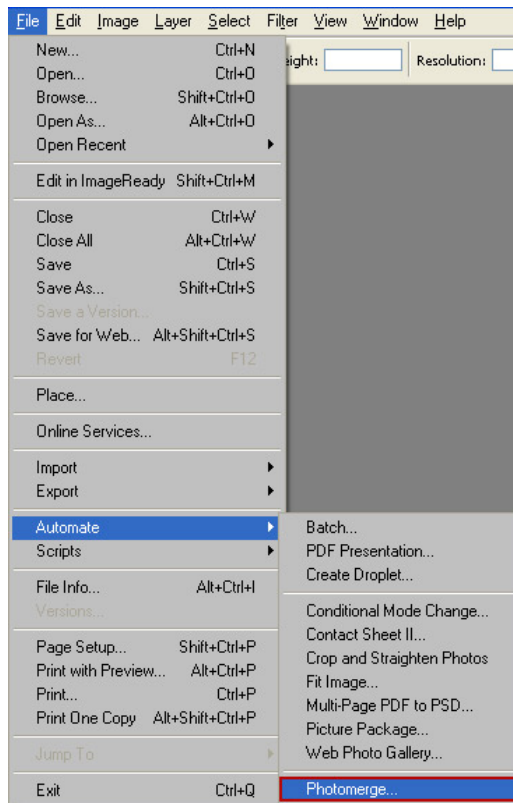 File Edit Image Layer Select Filter View Window Help
New... Ctrl+N
eight: Resolution:
Open... Ctrl+O
Browse... Shift+Ctrl+O
Open As... Alt+Ctrl+O
Open Recent
Edit in ImageReady Shift+Ctrl+M
Close Ctrl+W
Close All Alt+Ctrl+W
Save Ctrl+S
Save As... Shift+Ctrl+S
Save a Version...
Save for Web... Alt+Shift+Ctrl+S
Revert F12
Place...
Online Services...
Import
Export
Automate
Scripts
File Info... Alt+Ctrl+I
Versions...
Page Setup... Shift+Ctrl+P
Print with Preview... Alt+Ctrl+P
Print... Ctrl+P
Print One Copy Alt+Shift+Ctrl+P
Jump To
Exit Ctrl+Q
Batch...
PDF Presentation...
Create Droplet...
Conditional Mode Change...
Contact Sheet II...
Crop and Straighten Photos
Fit Image...
Multi-Page PDF to PSD...
Picture Package...
Web Photo Gallery...
Photomerge...